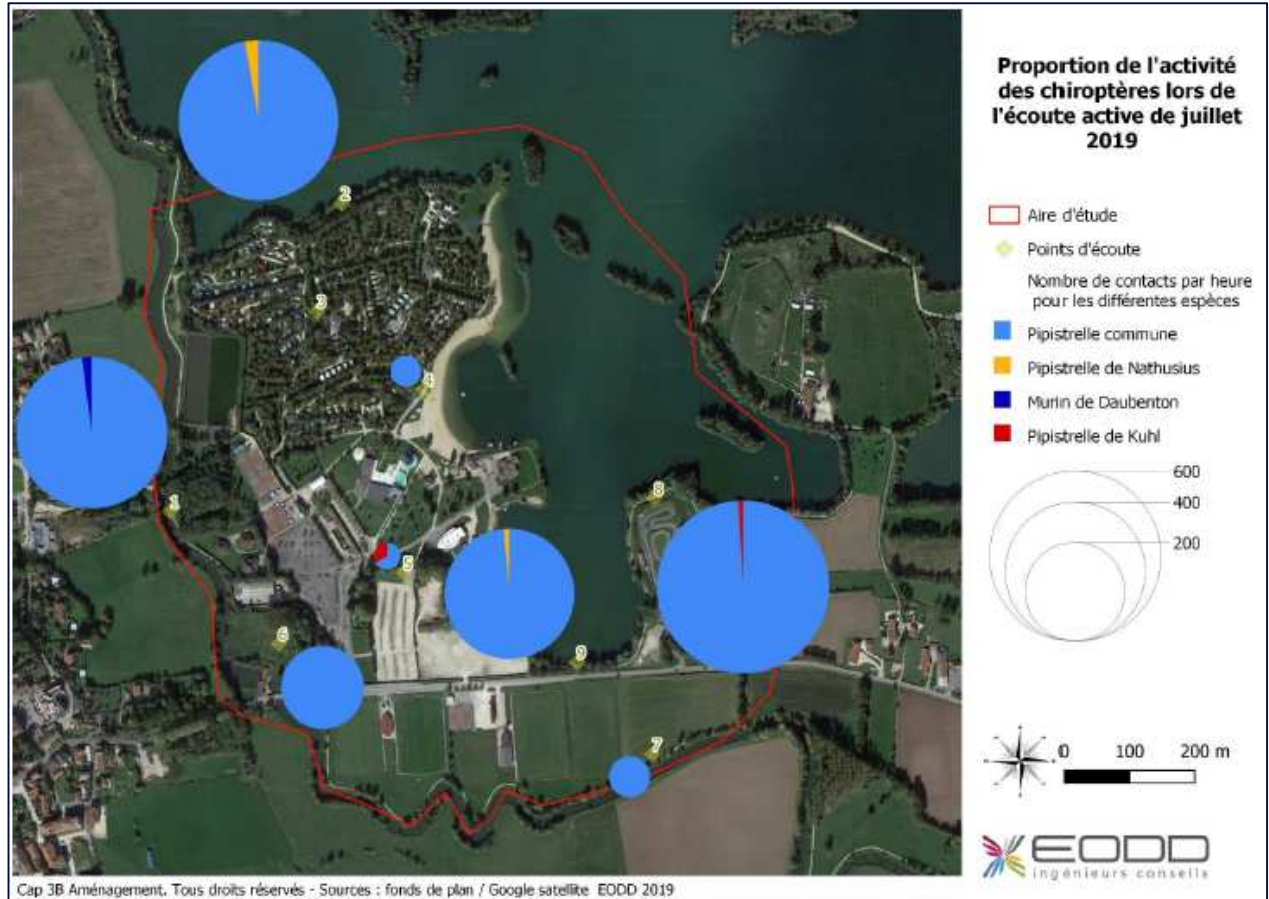 Proportion de l'activité
des chiroptères lors de
l'écoute active de juillet
2019
Aire d'étude
Points d'écoute
Nombre de contacts par heure
pour les différentes espèces
Pipistrelle commune
Pipistrelle de Nathusius
Murin de Daubenton
Pipistrelle de Kuhl
600
400
200
2
3
4
1
8
5
6
9
7
0 100 200 m
EODD
ingénieurs conseils
Cap 3B Aménagement. Tous droits réservés - Sources : fonds de plan / Google satellite EODD 2019